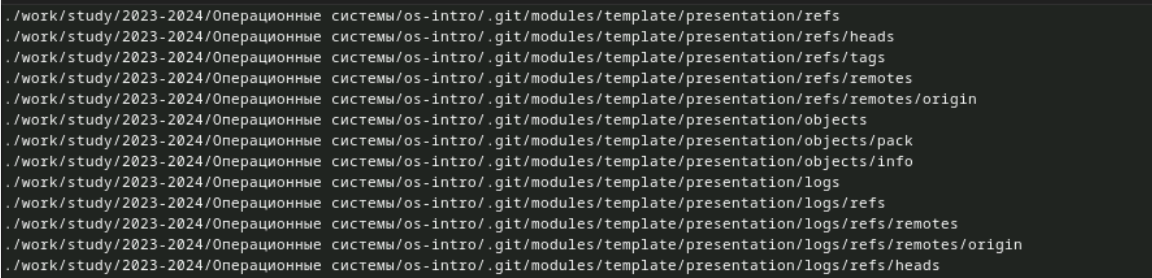 ./work/study/2023-2024/Операционные системы/os-intro/.git/modules/template/presentation/refs
./work/study/2023-2024/Операционные системы/os-intro/.git/modules/template/presentation/refs/heads
./work/study/2023-2024/Операционные системы/os-intro/.git/modules/template/presentation/refs/tags
./work/study/2023-2024/Операционные системы/os-intro/.git/modules/template/presentation/refs/remotes
./work/study/2023-2024/Операционные системы/os-intro/.git/modules/template/presentation/refs/remotes/origin
./work/study/2023-2024/Операционные системы/os-intro/.git/modules/template/presentation/objects
./work/study/2023-2024/Операционные системы/os-intro/.git/modules/template/presentation/objects/pack
./work/study/2023-2024/Операционные системы/os-intro/.git/modules/template/presentation/objects/info
./work/study/2023-2024/Операционные системы/os-intro/.git/modules/template/presentation/logs
./work/study/2023-2024/Операционные системы/os-intro/.git/modules/template/presentation/logs/refs
./work/study/2023-2024/Операционные системы/os-intro/.git/modules/template/presentation/logs/refs/remotes
./work/study/2023-2024/Операционные системы/os-intro/.git/modules/template/presentation/logs/refs/remotes/origin
./work/study/2023-2024/Операционные системы/os-intro/.git/modules/template/presentation/logs/refs/heads